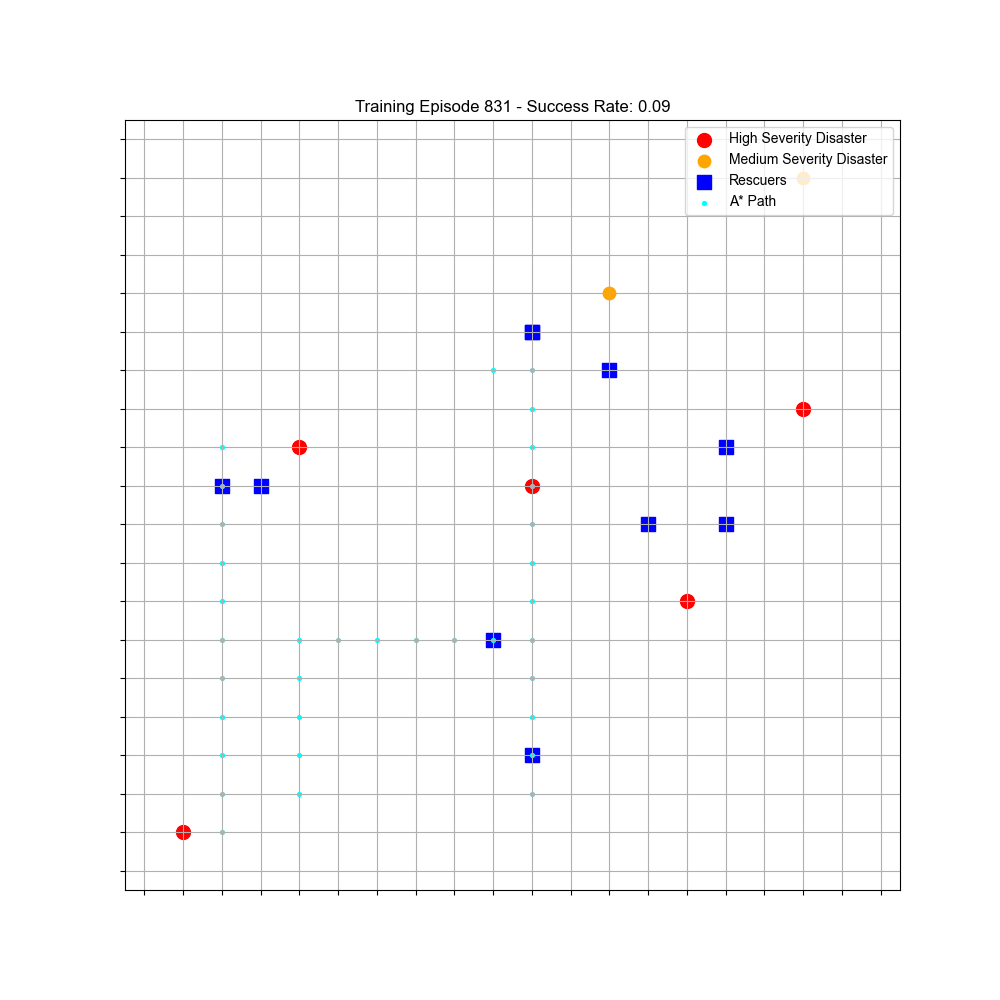 Training Episode 831 - Success Rate: 0.09
High Severity Disaster
Medium Severity Disaster
Rescuers
A* Path